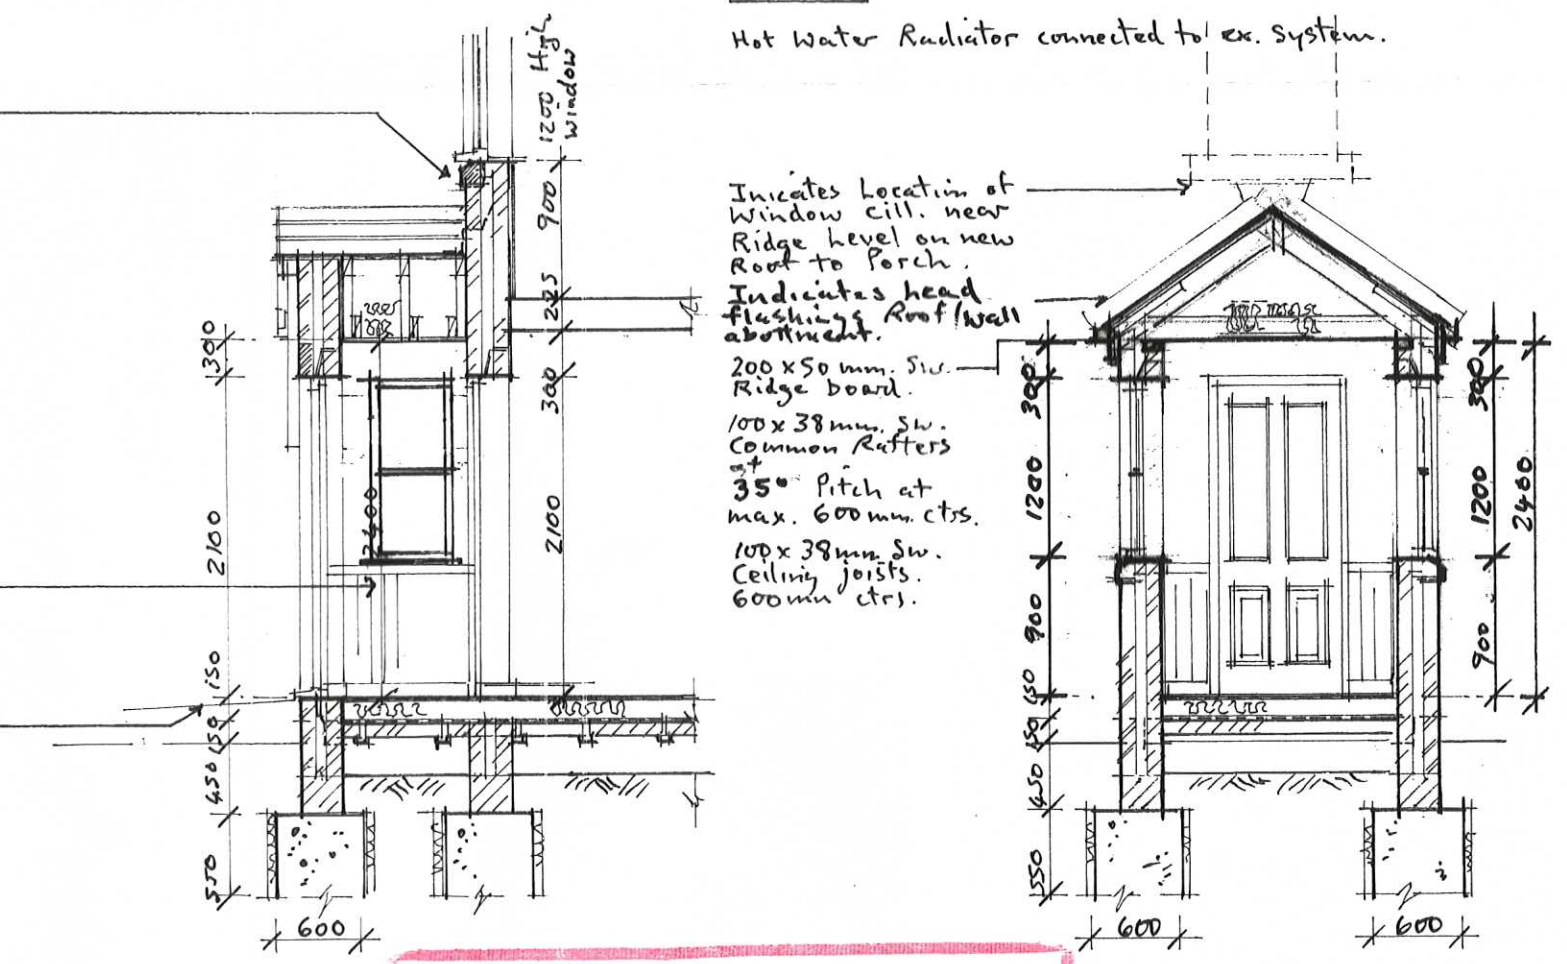 Hot Water Radiator connected to ex. System.
1200 High
Window
900
225
300
2100
300
2100
2400
150
150
450
550
600
Inicates Location of
Window cill. near
Ridge Level on new
Roof to Porch.
Indicates head
flashings Roof/Wall
abuttment.
200 x 50 mm. Sw.
Ridge board.
100 x 38 mm. Sw.
Common Rafters
at
35° Pitch at
max. 600 mm. ctrs.
100 x 38 mm Sw.
Ceiling joists.
600 mm ctrs.
300
1200
900
150
150
450
550
600
300
1200
2400
900
600